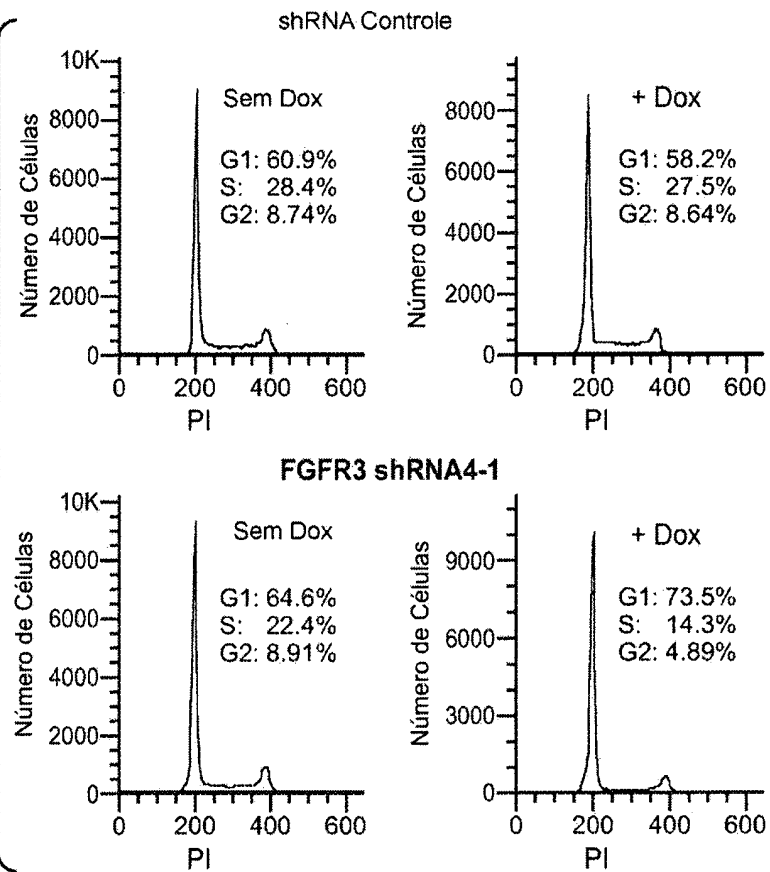 shRNA Controle
Número de Células
10K
8000
6000
4000
2000
0
Sem Dox
G1: 60.9%
S: 28.4%
G2: 8.74%
0 200 400 600
PI
Número de Células
8000
6000
4000
2000
0
+ Dox
G1: 58.2%
S: 27.5%
G2: 8.64%
0 200 400 600
PI
FGFR3 shRNA4-1
Número de Células
10K
8000
6000
4000
2000
0
Sem Dox
G1: 64.6%
S: 22.4%
G2: 8.91%
0 200 400 600
PI
Número de Células
9000
6000
3000
0
+ Dox
G1: 73.5%
S: 14.3%
G2: 4.89%
0 200 400 600
PI